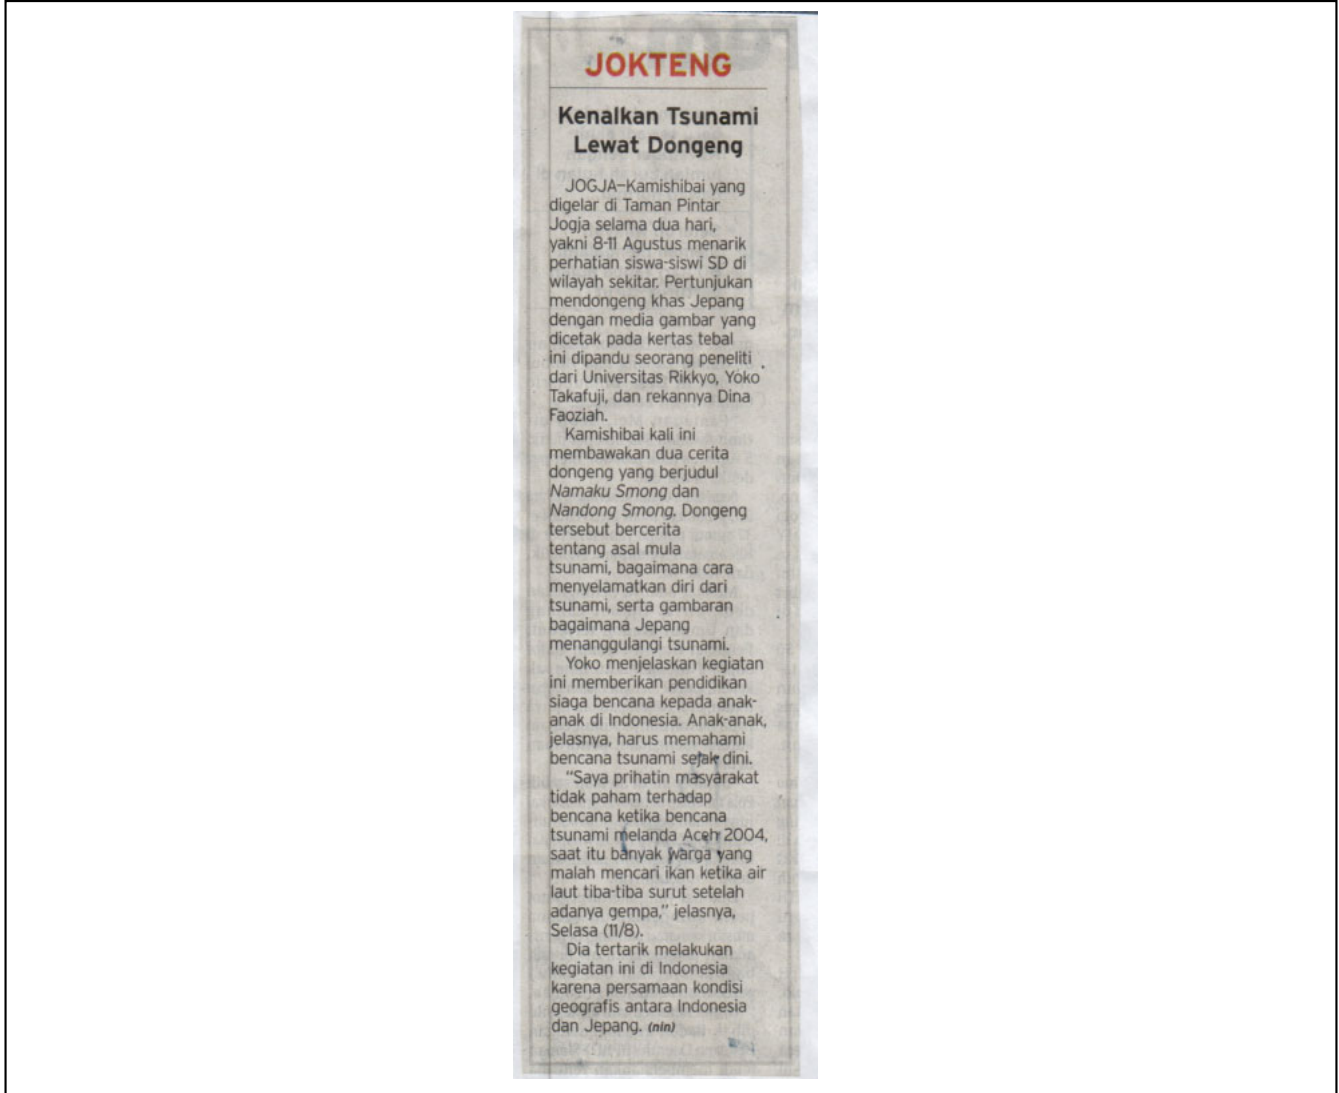 JOKTENG
Kenalkan Tsunami
Lewat Dongeng
JOGJA–Kamishibai yang
digelar di Taman Pintar
Jogja selama dua hari,
yakni 8-11 Agustus menarik
perhatian siswa-siswi SD di
wilayah sekitar. Pertunjukan
mendongeng khas Jepang
dengan media gambar yang
dicetak pada kertas tebal
ini dipandu seorang peneliti
dari Universitas Rikkyo, Yoko
Takafuji, dan rekannya Dina
Faoziah.
Kamishibai kali ini
membawakan dua cerita
dongeng yang berjudul
Namaku Smong dan
Nandong Smong. Dongeng
tersebut bercerita
tentang asal mula
tsunami, bagaimana cara
menyelamatkan diri dari
tsunami, serta gambaran
bagaimana Jepang
menanggulangi tsunami.
Yoko menjelaskan kegiatan
ini memberikan pendidikan
siaga bencana kepada anak-
anak di Indonesia. Anak-anak,
jelasnya, harus memahami
bencana tsunami sejak dini.
“Saya prihatin masyarakat
tidak paham terhadap
bencana ketika bencana
tsunami melanda Aceh 2004,
saat itu banyak warga yang
malah mencari ikan ketika air
laut tiba-tiba surut setelah
adanya gempa,” jelasnya,
Selasa (11/8).
Dia tertarik melakukan
kegiatan ini di Indonesia
karena persamaan kondisi
geografis antara Indonesia
dan Jepang. (nin)